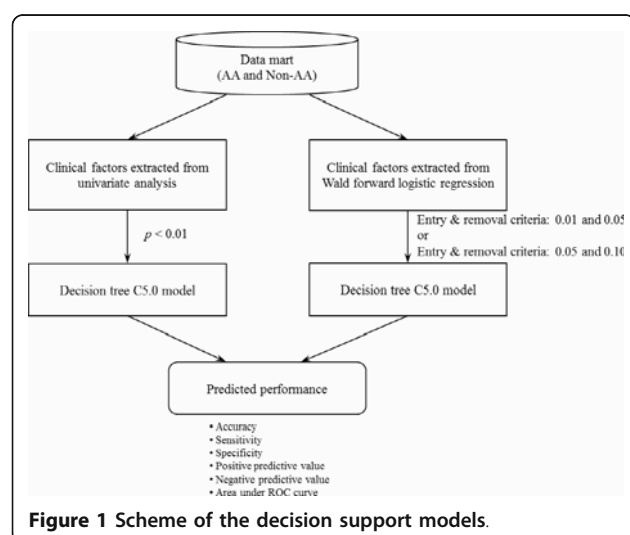 Data mart
(AA and Non-AA)
Clinical factors extracted from
univariate analysis
Clinical factors extracted from
Wald forward logistic regression
p < 0.01
Entry & removal criteria: 0.01 and 0.05
or
Entry & removal criteria: 0.05 and 0.10
Decision tree C5.0 model
Decision tree C5.0 model
Predicted performance
• Accuracy
• Sensitivity
• Specificity
• Positive predictive value
• Negative predictive value
• Area under ROC curve
Figure 1 Scheme of the decision support models.